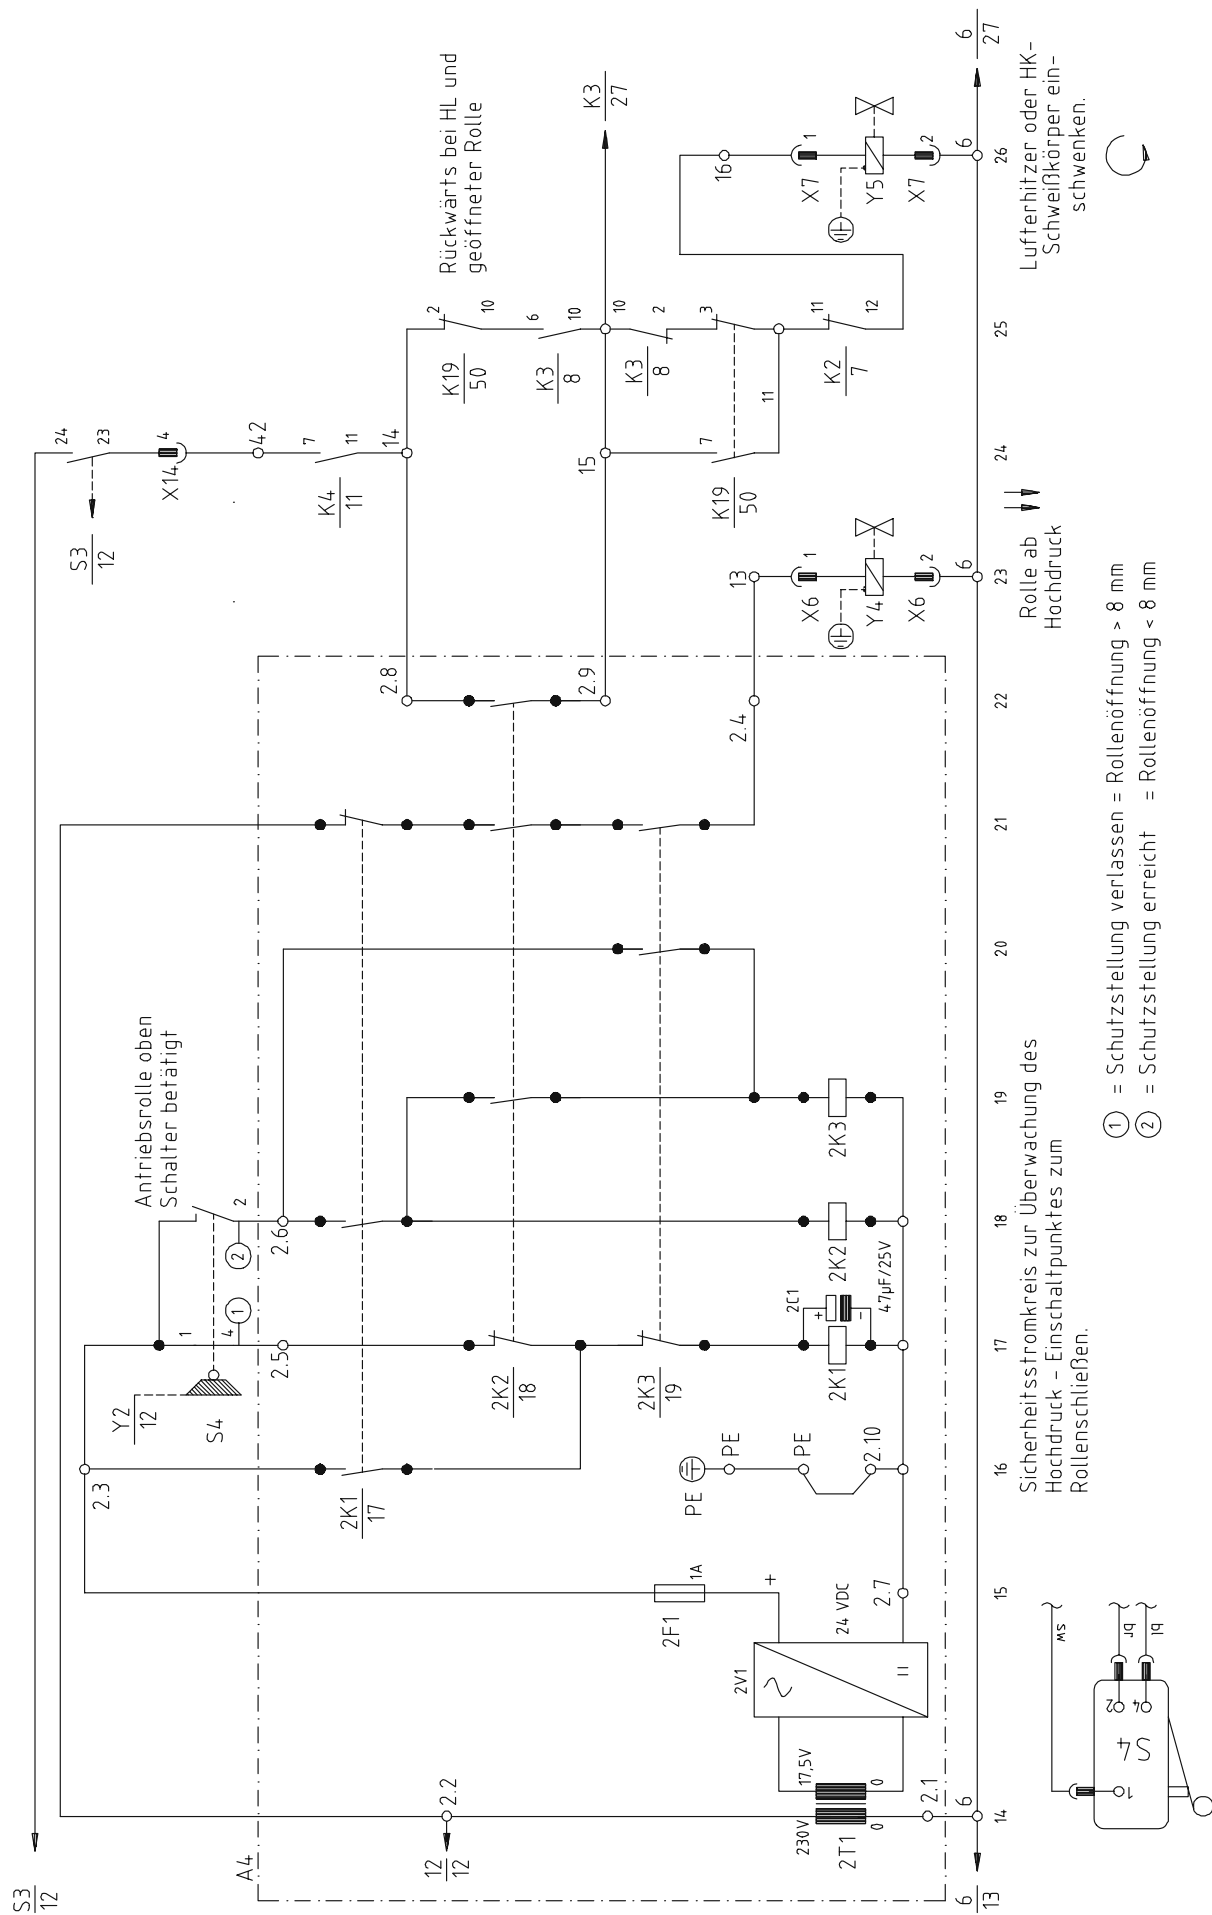 S3
12
A4
12
12
2.2
230V
17,5V
0
0
2T1
2.1
6
6
13
14
2V1
24 VDC
+
2.7
2F1
1A
15
2.3
2K1
17
PE
PE
PE
2.10
16
Y2
12
S4
1
4
1
2
2
2.5
2.6
Antriebsrolle oben
Schalter betätigt
2K2
18
2K3
19
2K1
2C1
+
-
47µF/25V
17
2K2
18
2K3
19
20
21
2.8
2.9
2.4
22
13
X6
1
Y4
X6
2
6
23
Rolle ab
Hochdruck
S3
12
24
23
X14
4
42
K4
11
7
11
14
15
K19
50
7
11
24
K19
50
2
10
K3
8
6
10
K3
8
10
2
3
K2
7
11
12
25
Rückwärts bei HL und
geöffneter Rolle
K3
27
16
X7
1
Y5
X7
2
6
26
6
27
Lufterhitzer oder HK-
Schweißkörper ein-
schwenken.
Sicherheitsstromkreis zur Überwachung des
Hochdruck - Einschaltpunktes zum
Rollenschließen.
1 = Schutzstellung verlassen = Rollenöffnung > 8 mm
2 = Schutzstellung erreicht = Rollenöffnung < 8 mm
sw
br
bl
S4
1
2
4